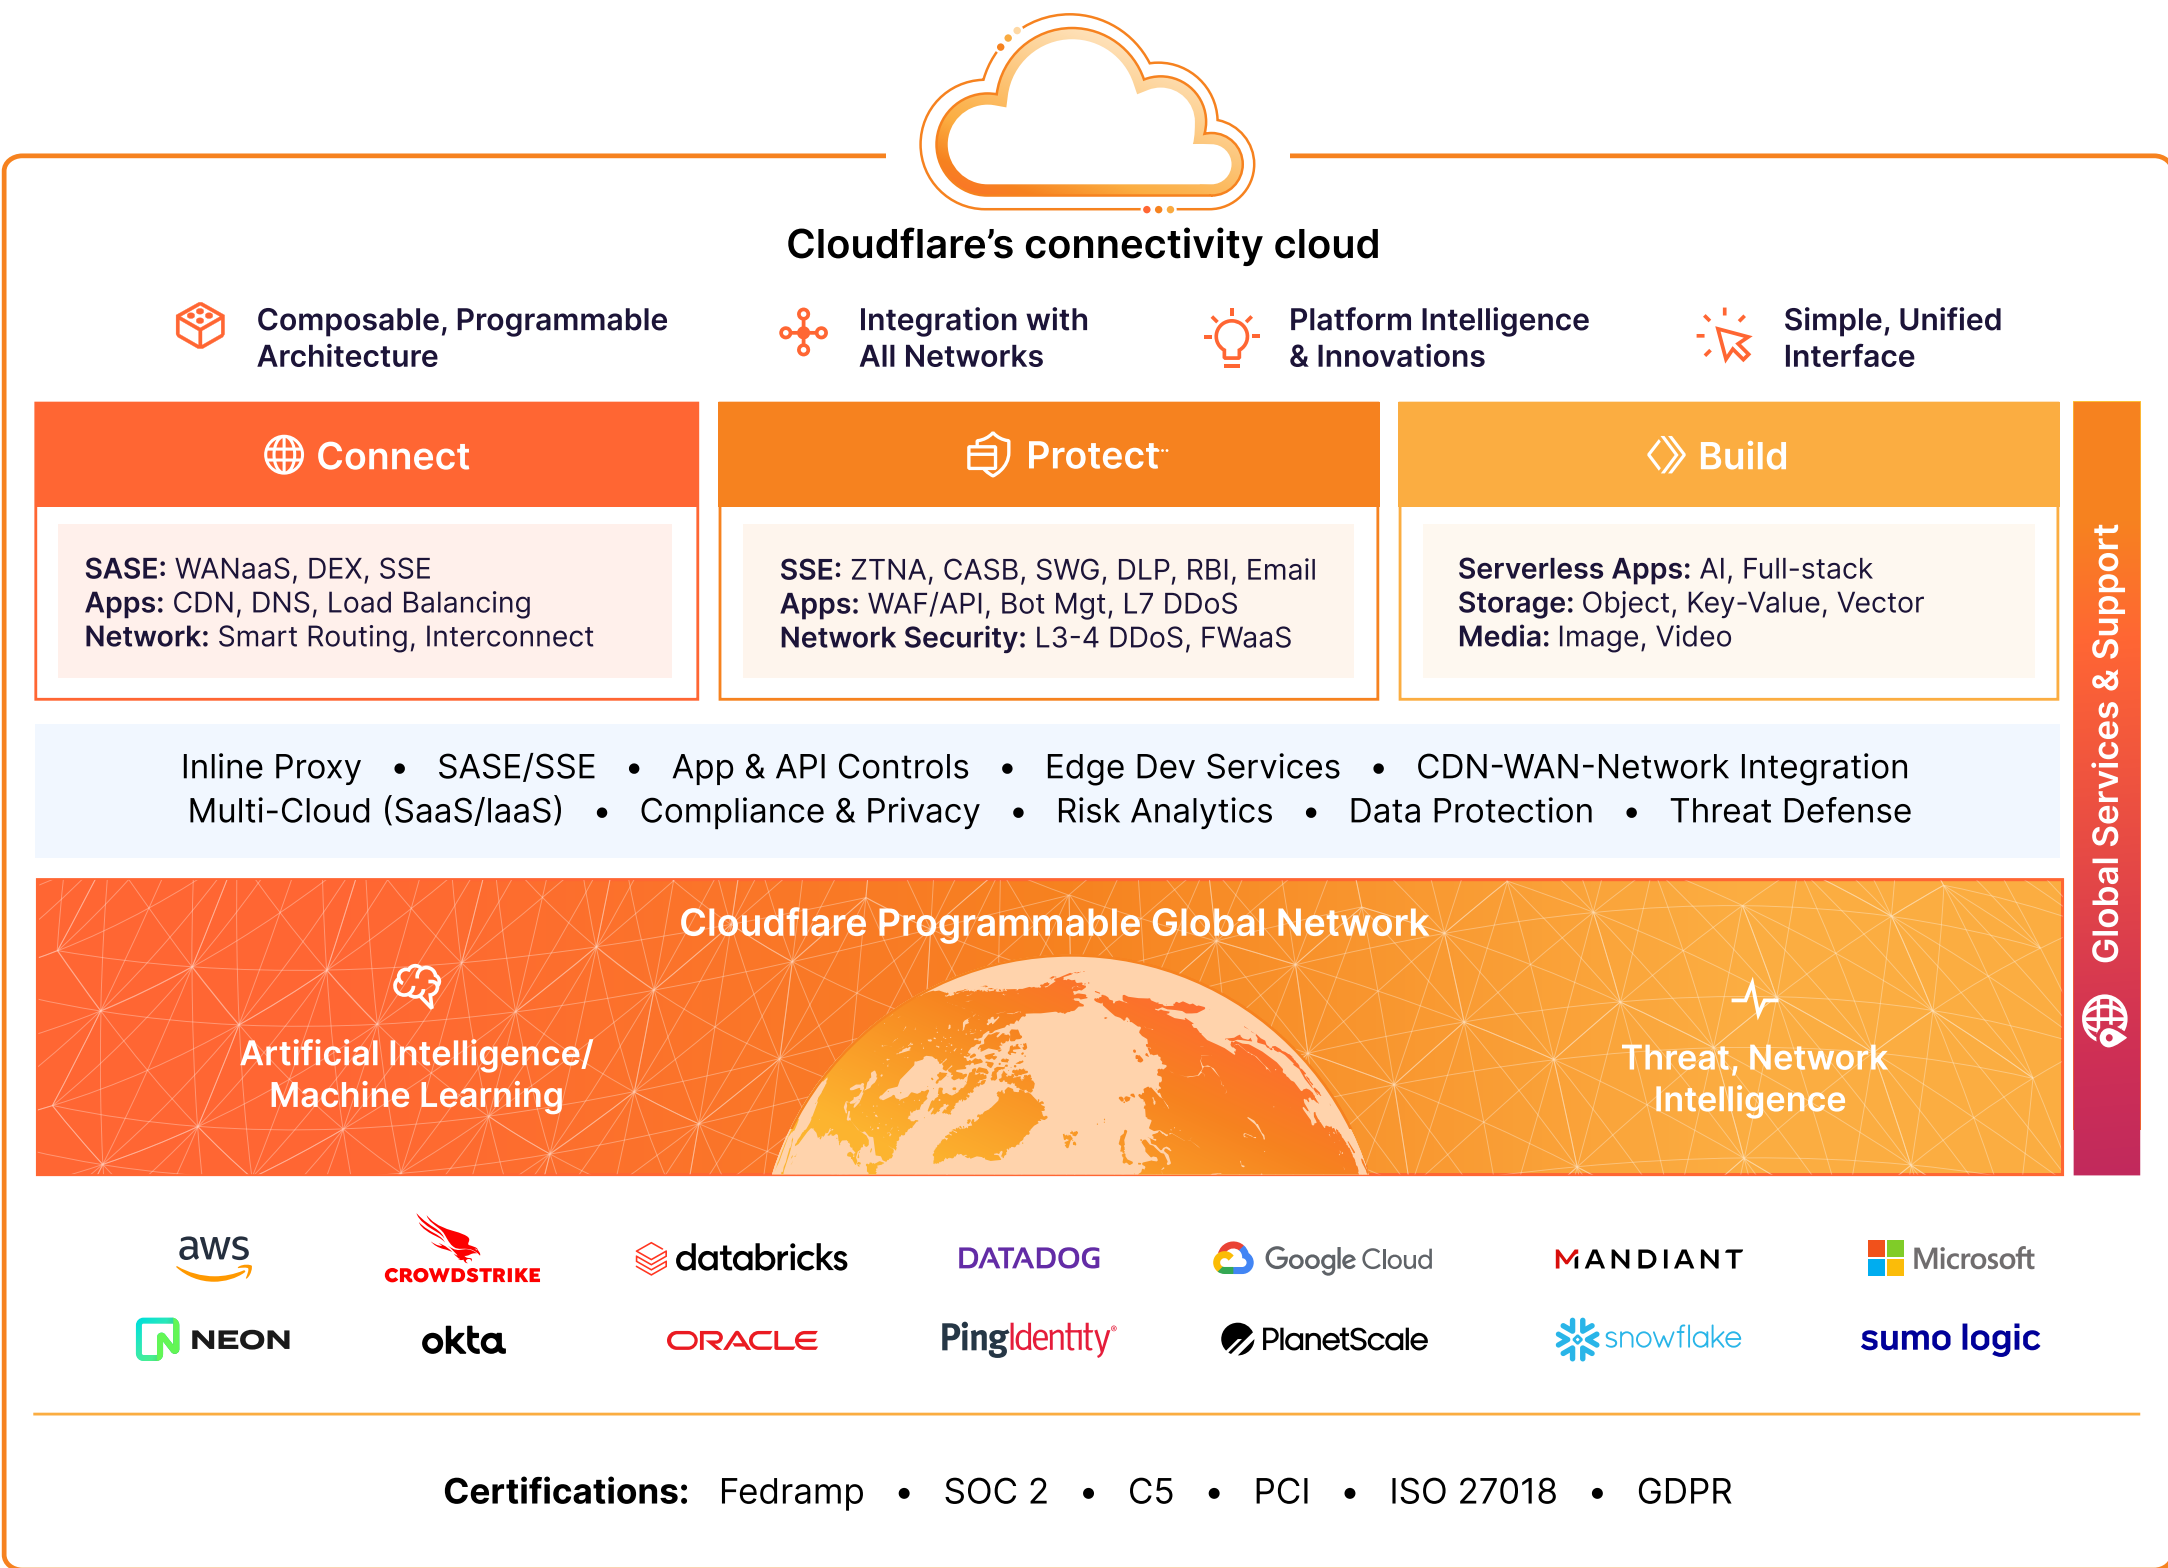 Cloudflare’s connectivity cloud
Composable, Programmable
Architecture
Integration with
All Networks
Platform Intelligence
& Innovations
Simple, Unified
Interface
Connect
SASE: WANaaS, DEX, SSE
Apps: CDN, DNS, Load Balancing
Network: Smart Routing, Interconnect
Protect
SSE: ZTNA, CASB, SWG, DLP, RBI, Email
Apps: WAF/API, Bot Mgt, L7 DDoS
Network Security: L3-4 DDoS, FWaaS
Build
Serverless Apps: AI, Full-stack
Storage: Object, Key-Value, Vector
Media: Image, Video
Global Services & Support
Inline Proxy • SASE/SSE • App & API Controls • Edge Dev Services • CDN-WAN-Network Integration
Multi-Cloud (SaaS/IaaS) • Compliance & Privacy • Risk Analytics • Data Protection • Threat Defense
Cloudflare Programmable Global Network
Artificial Intelligence/
Machine Learning
Threat, Network
Intelligence
aws CROWDSTRIKE databricks DATADOG Google Cloud MANDIANT Microsoft
NEON okta ORACLE PingIdentity® PlanetScale snowflake sumo logic
Certifications: Fedramp • SOC 2 • C5 • PCI • ISO 27018 • GDPR